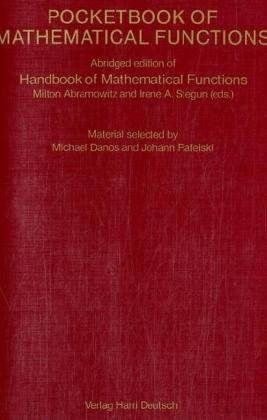 POCKETBOOK OF
MATHEMATICAL FUNCTIONS
Abridged edition of
Handbook of Mathematical Functions
Milton Abramowitz and Irene A. Stegun (eds.)
Material selected by
Michael Danos and Johann Rafelski
Verlag Harri Deutsch